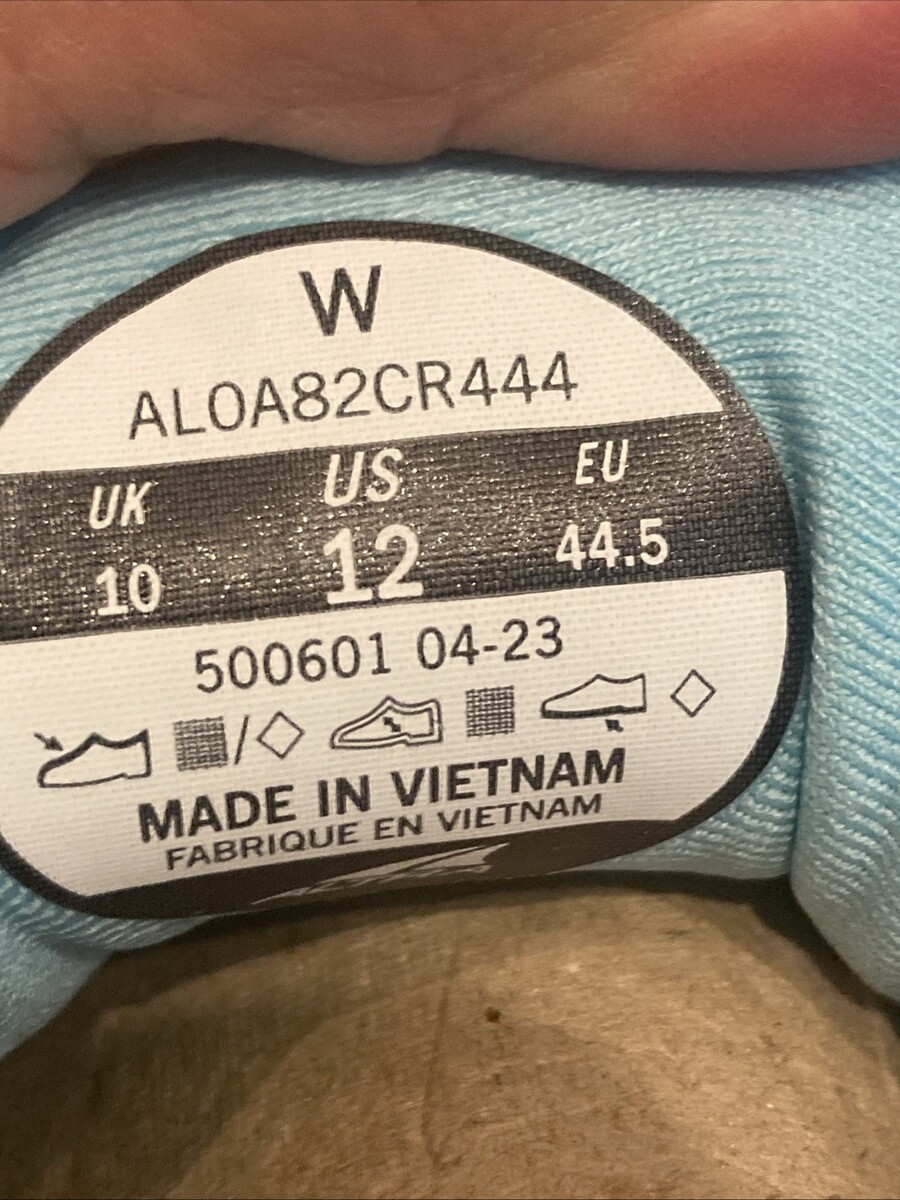 W
AL0A82CR444
UK US EU
10 12 44.5
500601 04-23
MADE IN VIETNAM
FABRIQUE EN VIETNAM